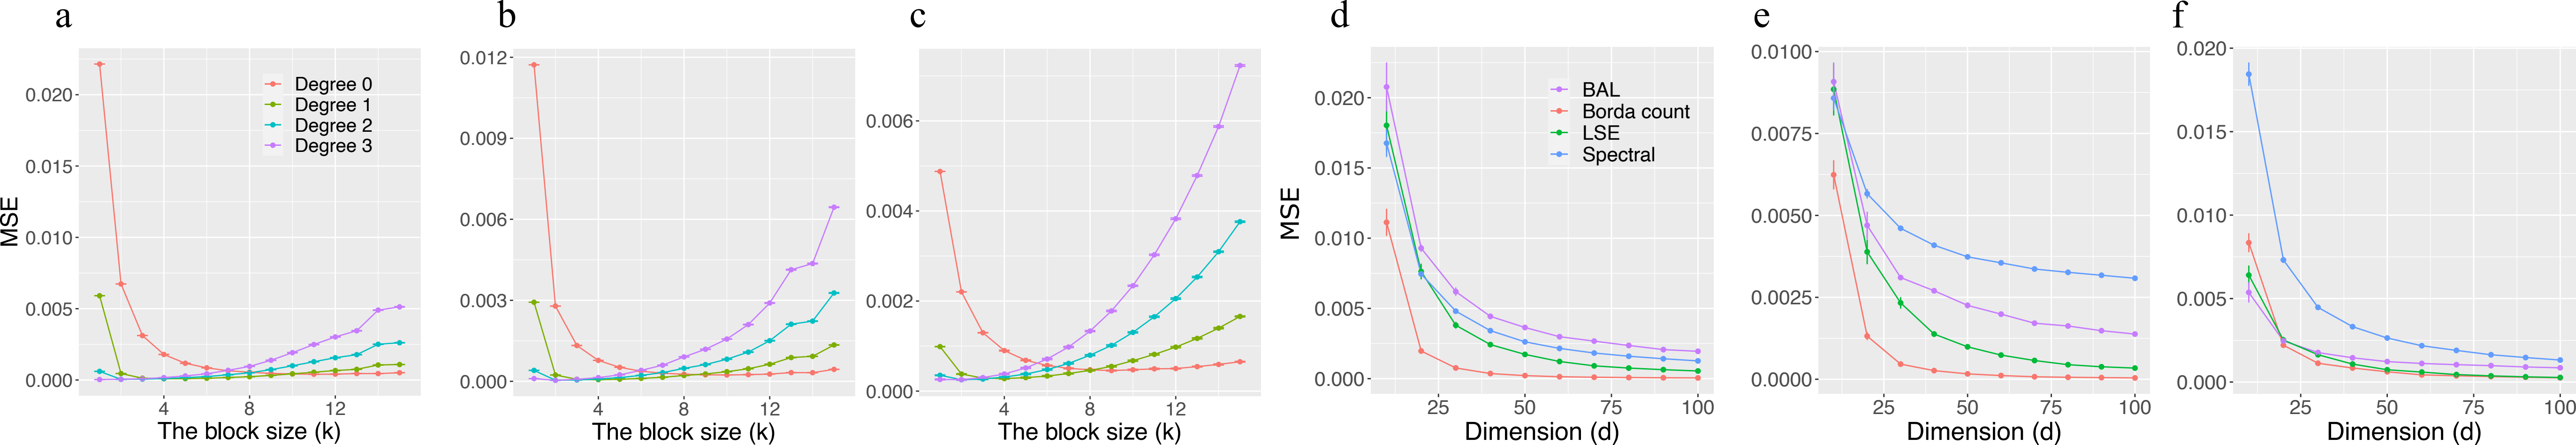 a
MSE
0.020
0.015
0.010
0.005
0.000
Degree 0
Degree 1
Degree 2
Degree 3
4 8 12
The block size (k)
b
0.012
0.009
0.006
0.003
0.000
4 8 12
The block size (k)
c
0.006
0.004
0.002
0.000
4 8 12
The block size (k)
d
MSE
0.020
0.015
0.010
0.005
0.000
BAL
Borda count
LSE
Spectral
25 50 75 100
Dimension (d)
e
0.0100
0.0075
0.0050
0.0025
0.0000
25 50 75 100
Dimension (d)
f
0.020
0.015
0.010
0.005
0.000
25 50 75 100
Dimension (d)